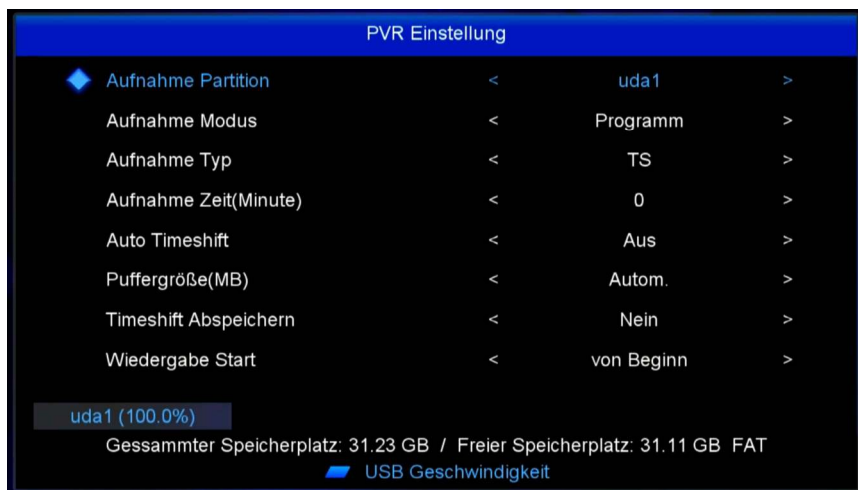 PVR Einstellung
Aufnahme Partition < uda1 >
Aufnahme Modus < Programm >
Aufnahme Typ < TS >
Aufnahme Zeit(Minute) < 0 >
Auto Timeshift < Aus >
Puffergröße(MB) < Autom. >
Timeshift Abspeichern < Nein >
Wiedergabe Start < von Beginn >
uda1 (100.0%)
Gessammter Speicherplatz: 31.23 GB / Freier Speicherplatz: 31.11 GB FAT
USB Geschwindigkeit